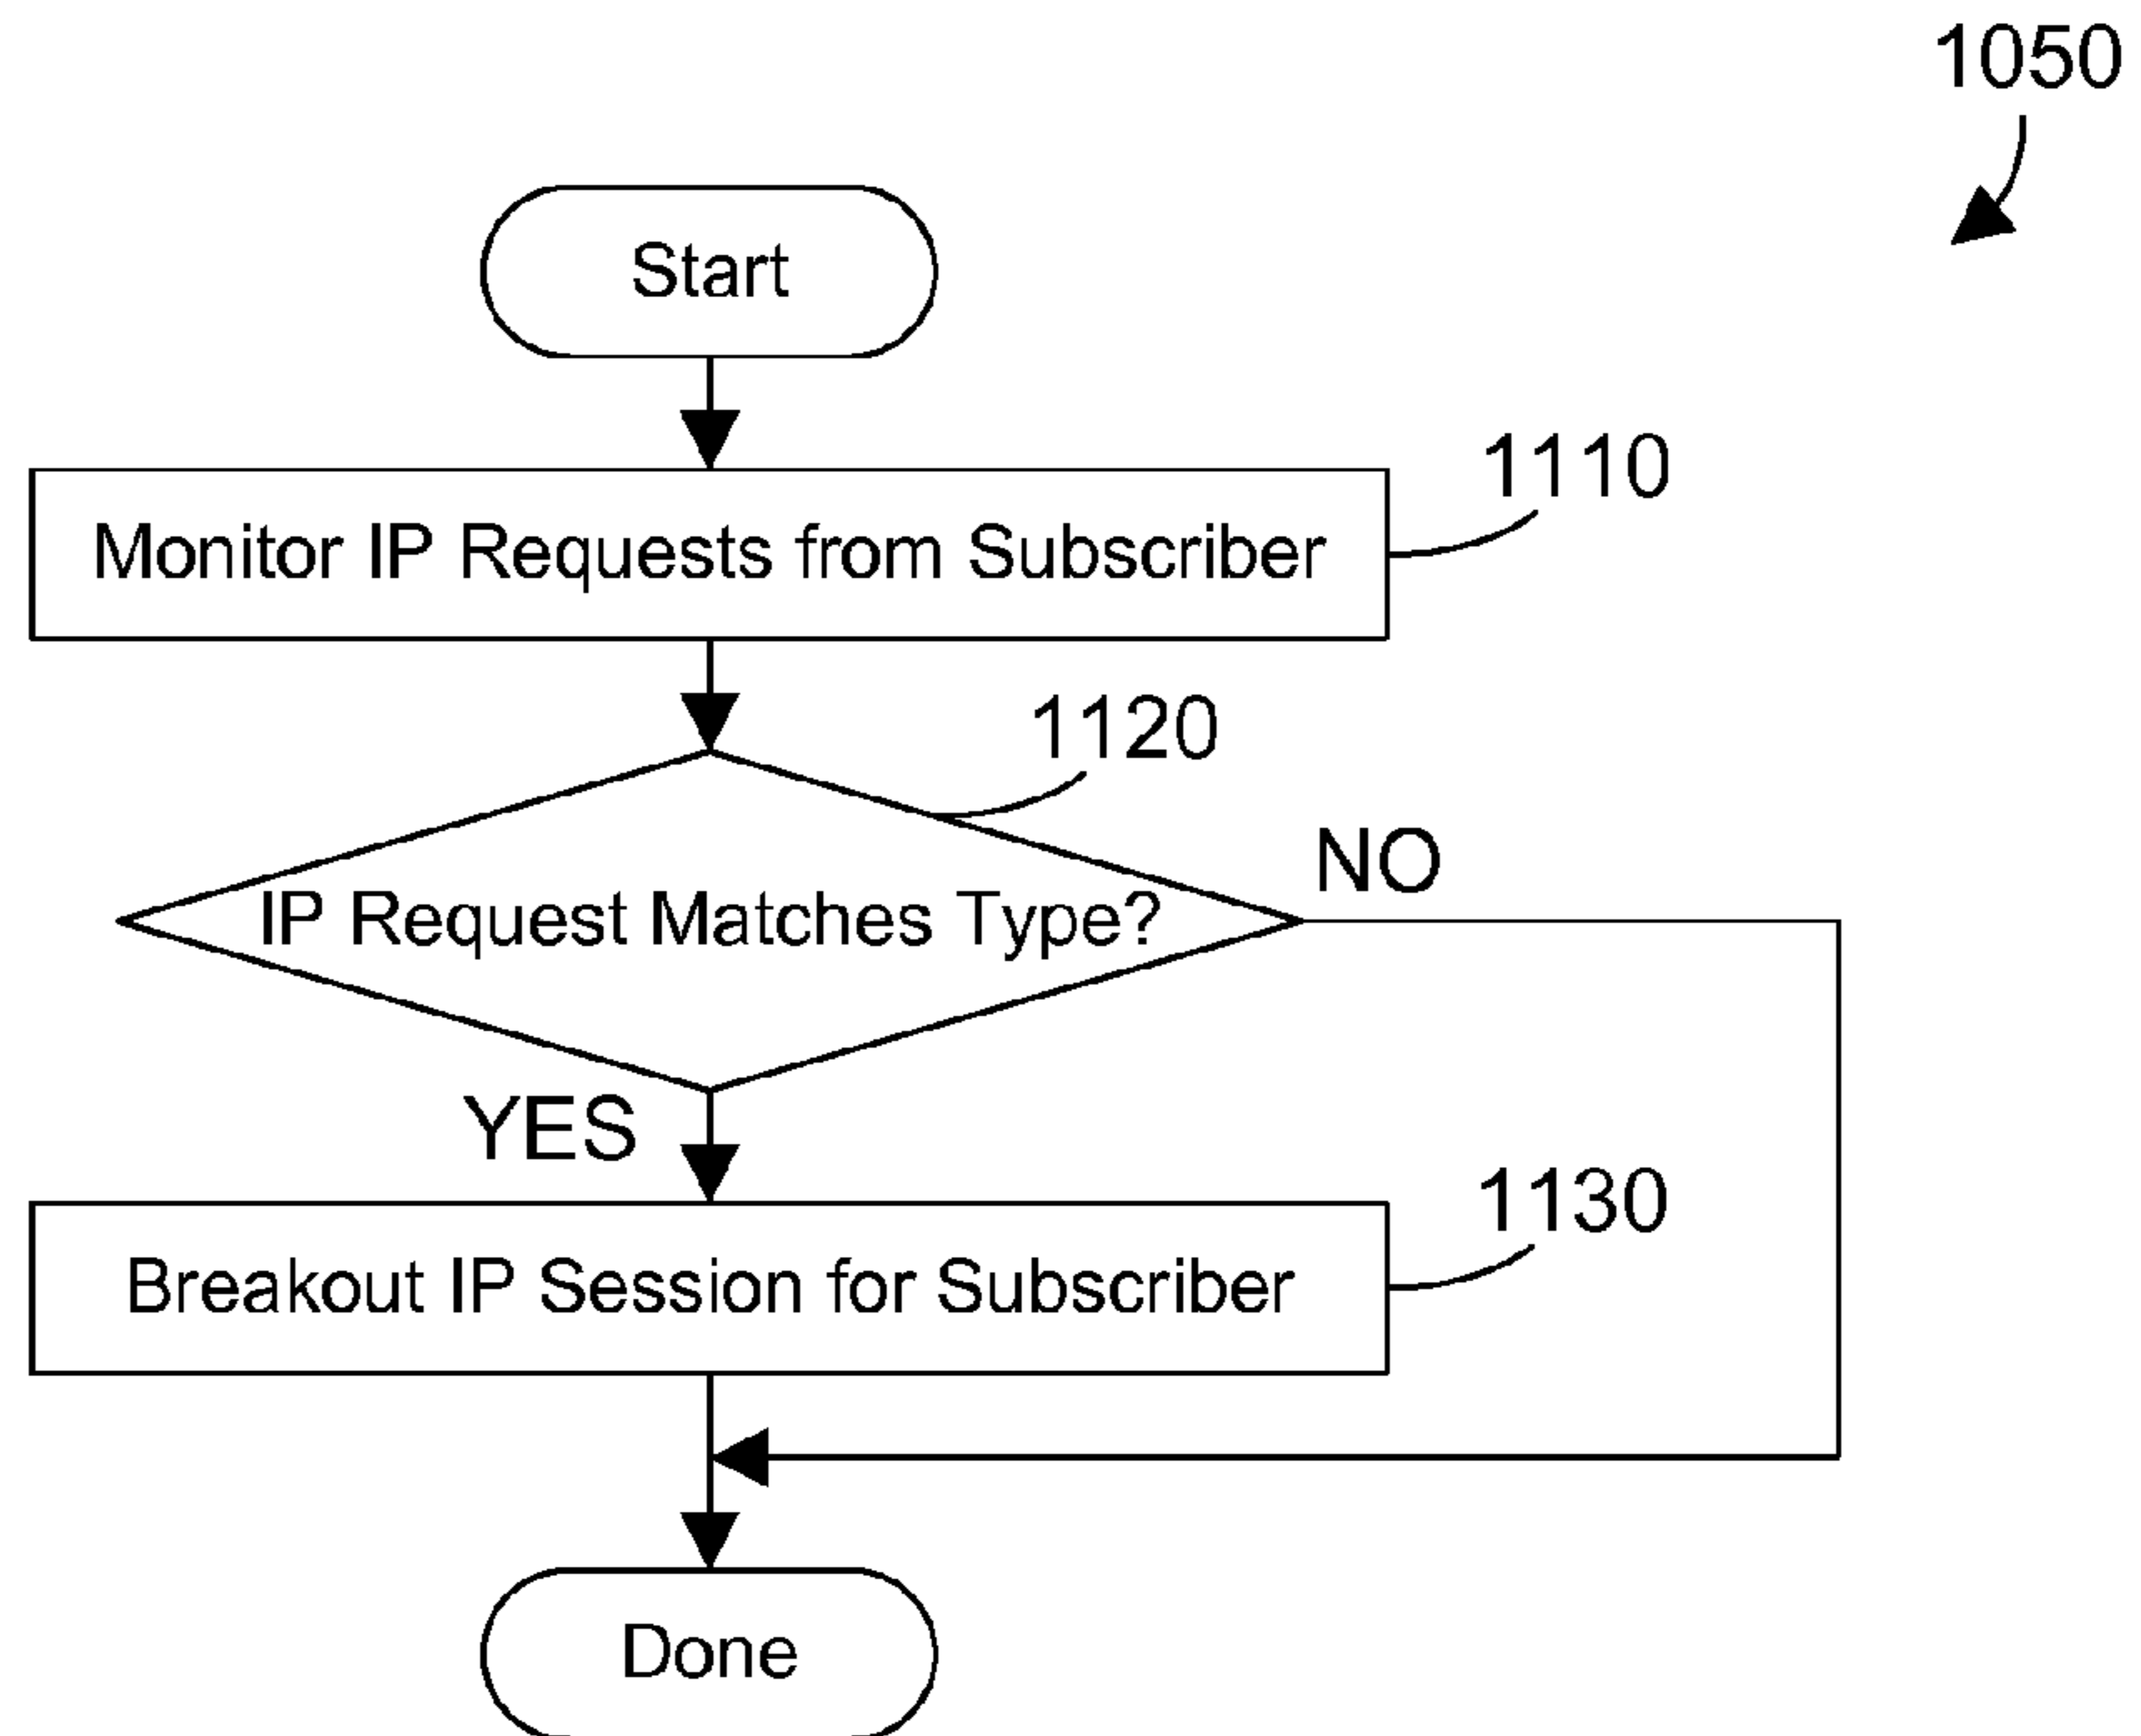 1050
Start
Monitor IP Requests from Subscriber
1110
1120
IP Request Matches Type?
NO
YES
1130
Breakout IP Session for Subscriber
Done